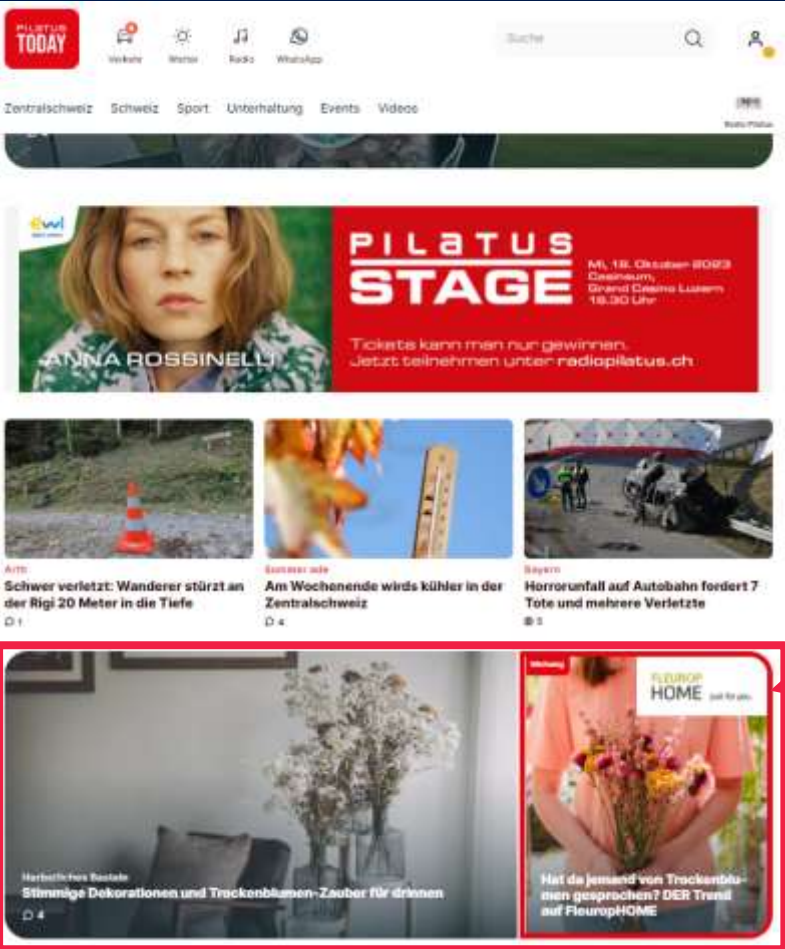 PILATUS
TODAY
Verkehr Wetter Radio WhatsApp
Suche
Zentralschweiz Schweiz Sport Unterhaltung Events Videos
Radio Pilatus
ewl
ANNA ROSSINELLI
PILATUS
STAGE
Mi, 18. Oktober 2023
Casineum,
Grand Casino Luzern
18.30 Uhr
Tickets kann man nur gewinnen.
Jetzt teilnehmen unter radiopilatus.ch
Arth
Schwer verletzt: Wanderer stürzt an
der Rigi 20 Meter in die Tiefe
1
Sommer ade
Am Wochenende wirds kühler in der
Zentralschweiz
4
Bayern
Horrorunfall auf Autobahn fordert 7
Tote und mehrere Verletzte
Herbstliches Basteln
Stimmige Dekorationen und Trockenblumen-Zauber für drinnen
4
Werbung
FLEUROP
HOME just for you.
Hat da jemand von Trockenblu-
men gesprochen? DER Trend
auf FleuropHOME